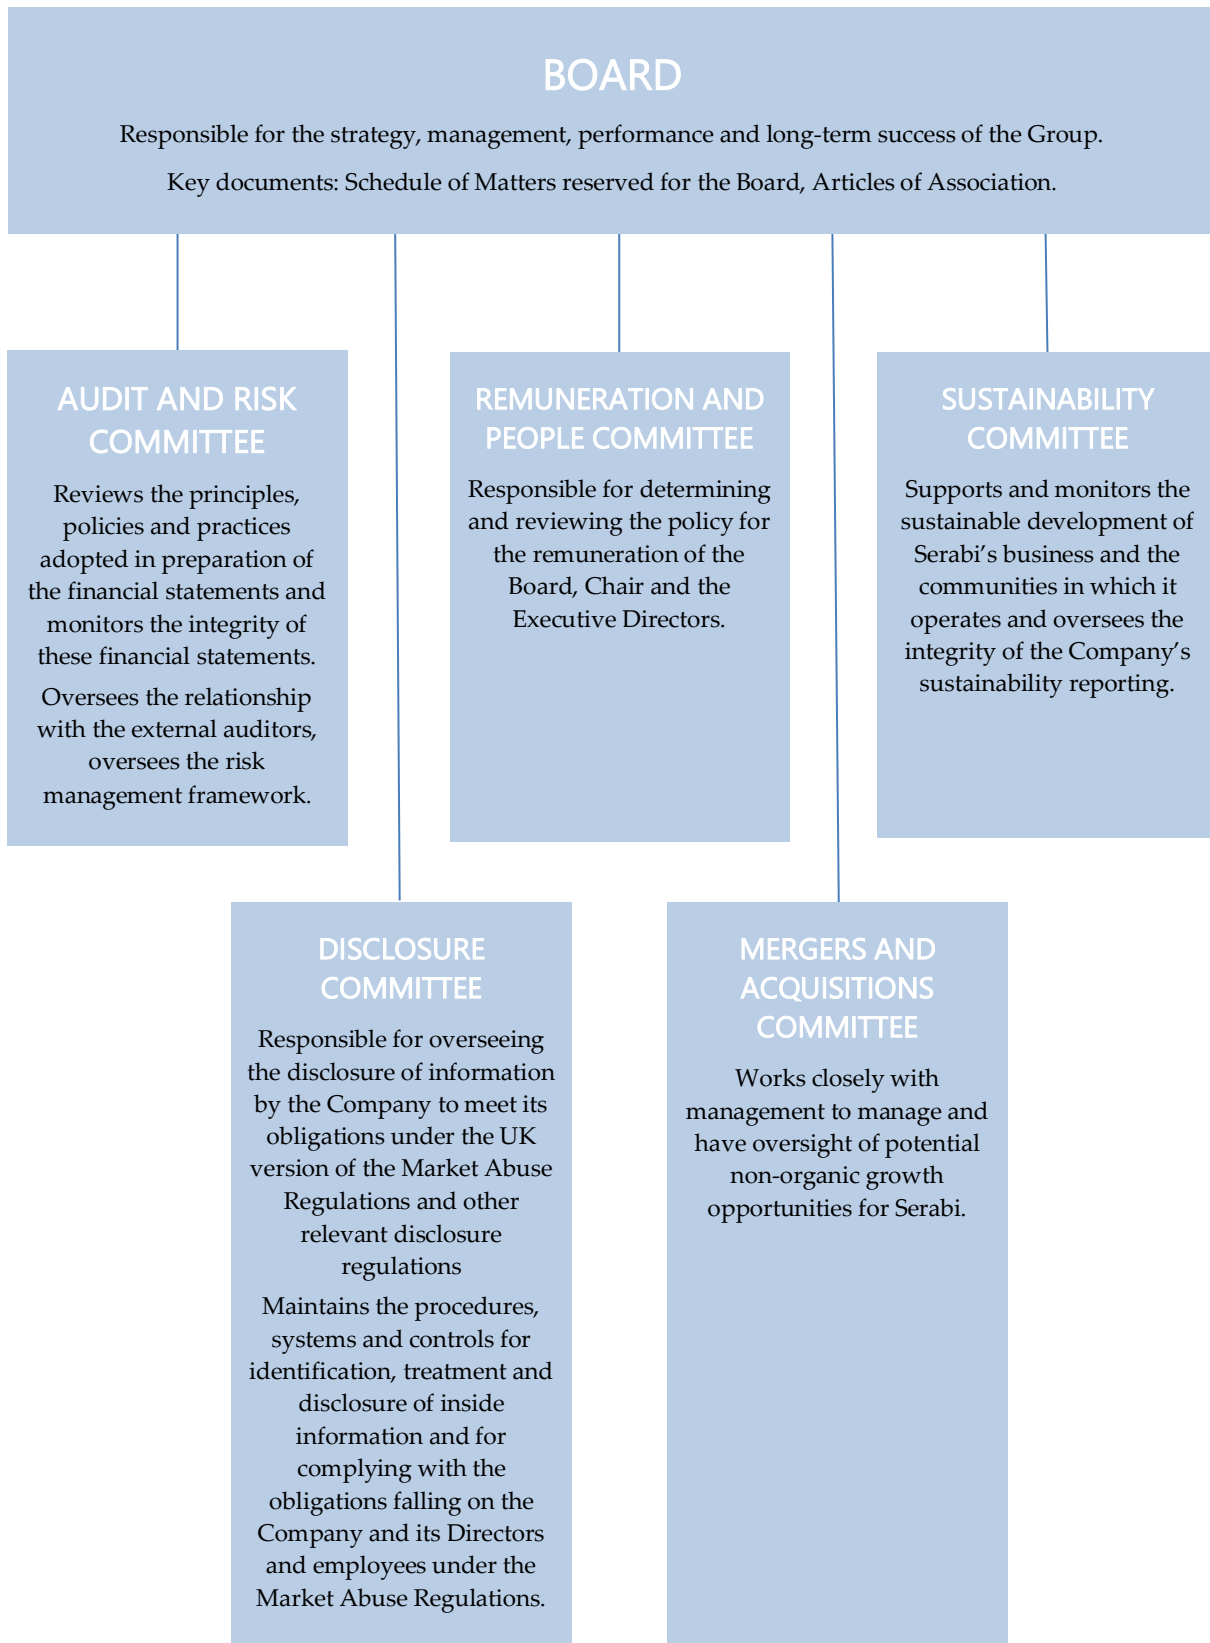 BOARD
Responsible for the strategy, management, performance and long-term success of the Group.
Key documents: Schedule of Matters reserved for the Board, Articles of Association.
AUDIT AND RISK
COMMITTEE
Reviews the principles,
policies and practices
adopted in preparation of
the financial statements and
monitors the integrity of
these financial statements.
Oversees the relationship
with the external auditors,
oversees the risk
management framework.
REMUNERATION AND
PEOPLE COMMITTEE
Responsible for determining
and reviewing the policy for
the remuneration of the
Board, Chair and the
Executive Directors.
SUSTAINABILITY
COMMITTEE
Supports and monitors the
sustainable development of
Serabi’s business and the
communities in which it
operates and oversees the
integrity of the Company’s
sustainability reporting.
DISCLOSURE
COMMITTEE
Responsible for overseeing
the disclosure of information
by the Company to meet its
obligations under the UK
version of the Market Abuse
Regulations and other
relevant disclosure
regulations
Maintains the procedures,
systems and controls for
identification, treatment and
disclosure of inside
information and for
complying with the
obligations falling on the
Company and its Directors
and employees under the
Market Abuse Regulations.
MERGERS AND
ACQUISITIONS
COMMITTEE
Works closely with
management to manage and
have oversight of potential
non-organic growth
opportunities for Serabi.